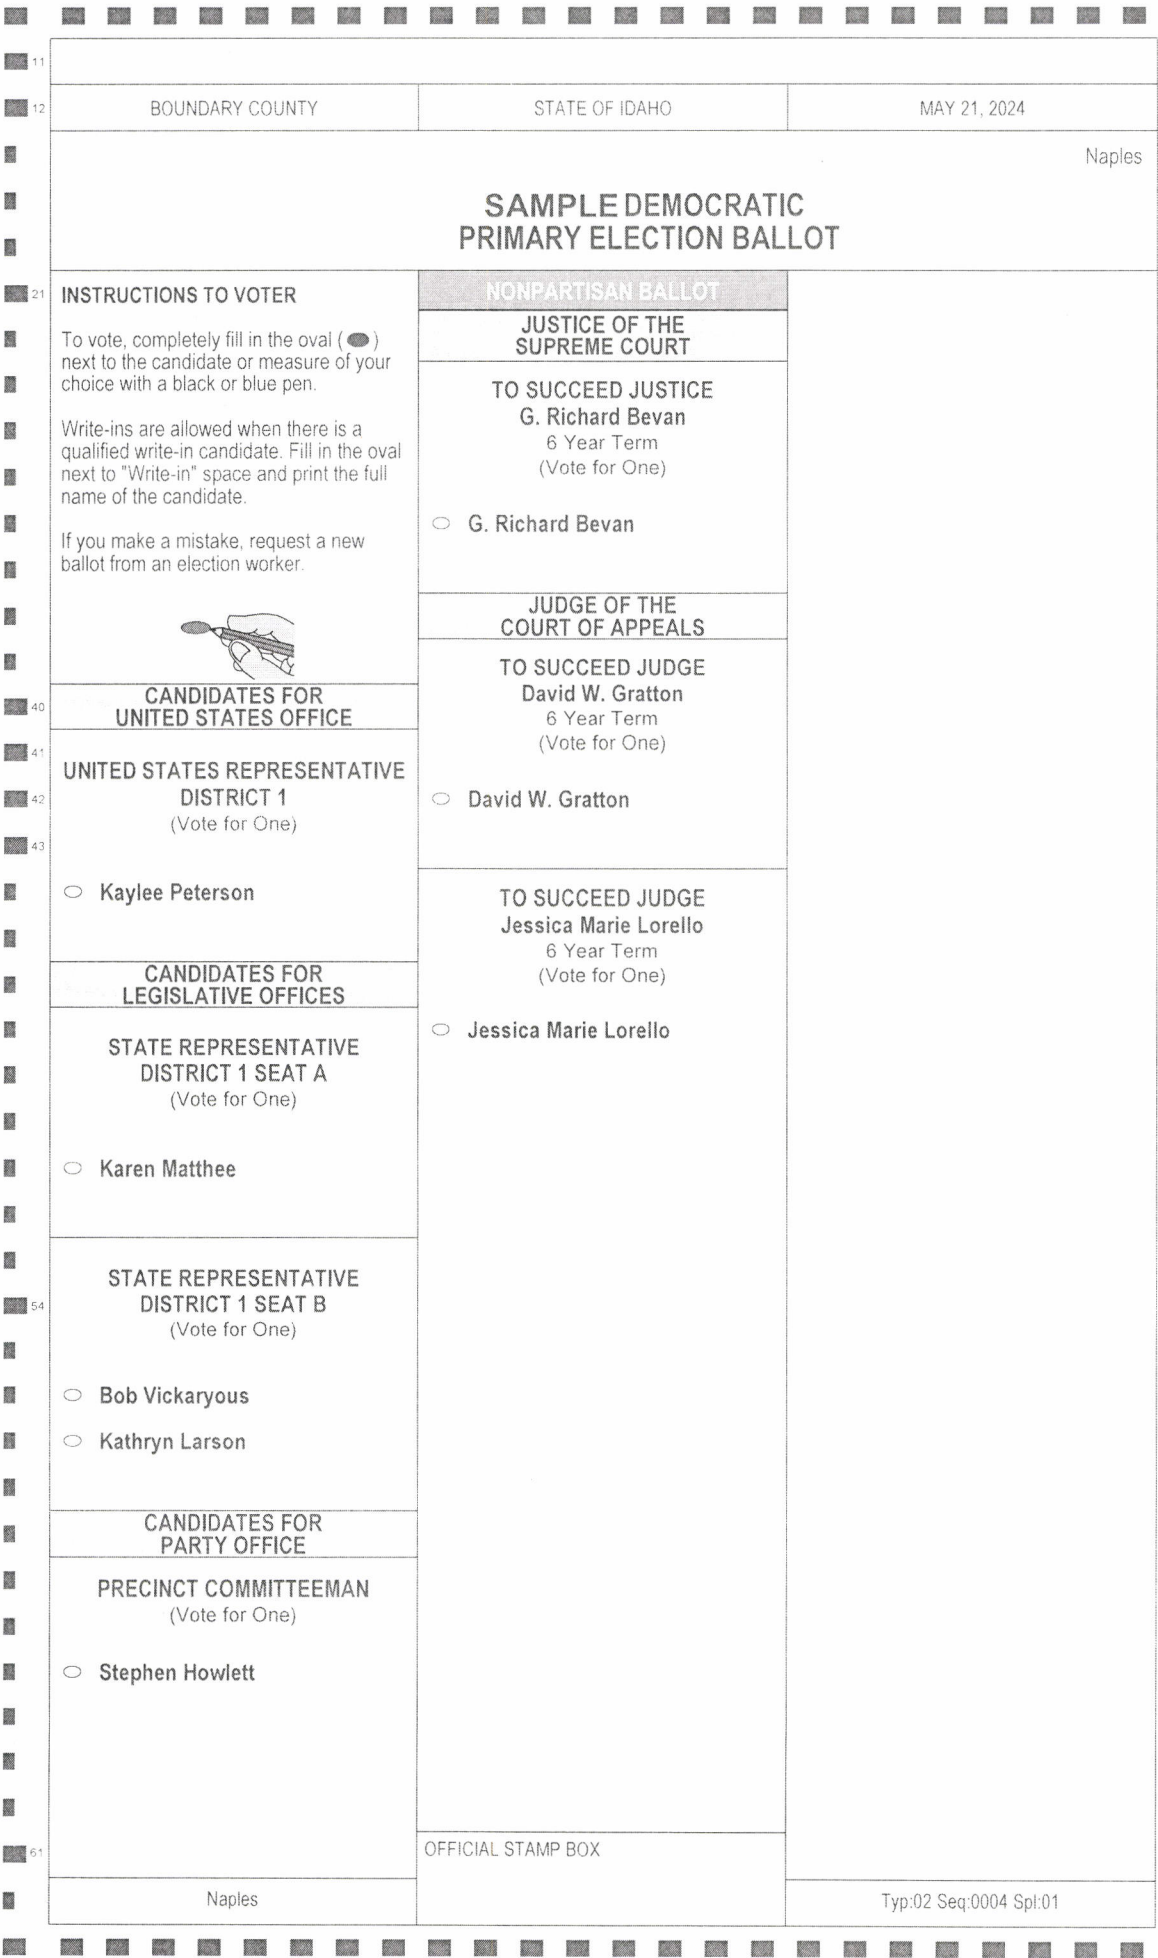 11
12
BOUNDARY COUNTY
STATE OF IDAHO
MAY 21, 2024
Naples
SAMPLE DEMOCRATIC
PRIMARY ELECTION BALLOT
21
INSTRUCTIONS TO VOTER
To vote, completely fill in the oval ( )
next to the candidate or measure of your
choice with a black or blue pen.
Write-ins are allowed when there is a
qualified write-in candidate. Fill in the oval
next to "Write-in" space and print the full
name of the candidate.
If you make a mistake, request a new
ballot from an election worker.
40
CANDIDATES FOR
UNITED STATES OFFICE
41
UNITED STATES REPRESENTATIVE
42
DISTRICT 1
(Vote for One)
43
Kaylee Peterson
CANDIDATES FOR
LEGISLATIVE OFFICES
STATE REPRESENTATIVE
DISTRICT 1 SEAT A
(Vote for One)
Karen Matthee
STATE REPRESENTATIVE
54
DISTRICT 1 SEAT B
(Vote for One)
Bob Vickaryous
Kathryn Larson
CANDIDATES FOR
PARTY OFFICE
PRECINCT COMMITTEEMAN
(Vote for One)
Stephen Howlett
61
Naples
NONPARTISAN BALLOT
JUSTICE OF THE
SUPREME COURT
TO SUCCEED JUSTICE
G. Richard Bevan
6 Year Term
(Vote for One)
G. Richard Bevan
JUDGE OF THE
COURT OF APPEALS
TO SUCCEED JUDGE
David W. Gratton
6 Year Term
(Vote for One)
David W. Gratton
TO SUCCEED JUDGE
Jessica Marie Lorello
6 Year Term
(Vote for One)
Jessica Marie Lorello
OFFICIAL STAMP BOX
Typ:02 Seq:0004 Spl:01